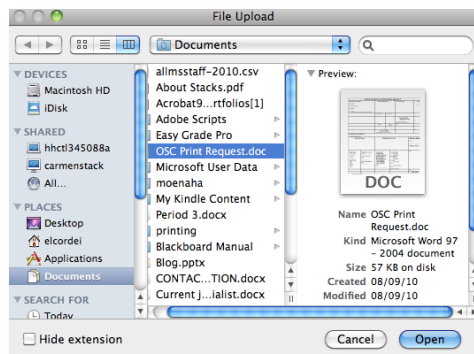 File Upload
Documents
DEVICES
Macintosh HD
iDisk
SHARED
hhctl345088a
carmenstack
All...
PLACES
Desktop
elcordei
Applications
Documents
SEARCH FOR
Today
allmsstaff-2010.csv
About Stacks.pdf
Acrobat9...rtfolios[1]
Adobe Scripts
Easy Grade Pro
OSC Print Request.doc
Microsoft User Data
moenaha
My Kindle Content
Period 3.docx
printing
Blackboard Manual
Blog.pptx
CONTAC...TION.docx
Current j...ialist.docx
Preview:
DOC
Name OSC Print
Request.doc
Kind Microsoft Word 97
– 2004 document
Size 57 KB on disk
Created 08/09/10
Modified 08/09/10
Hide extension
Cancel
Open